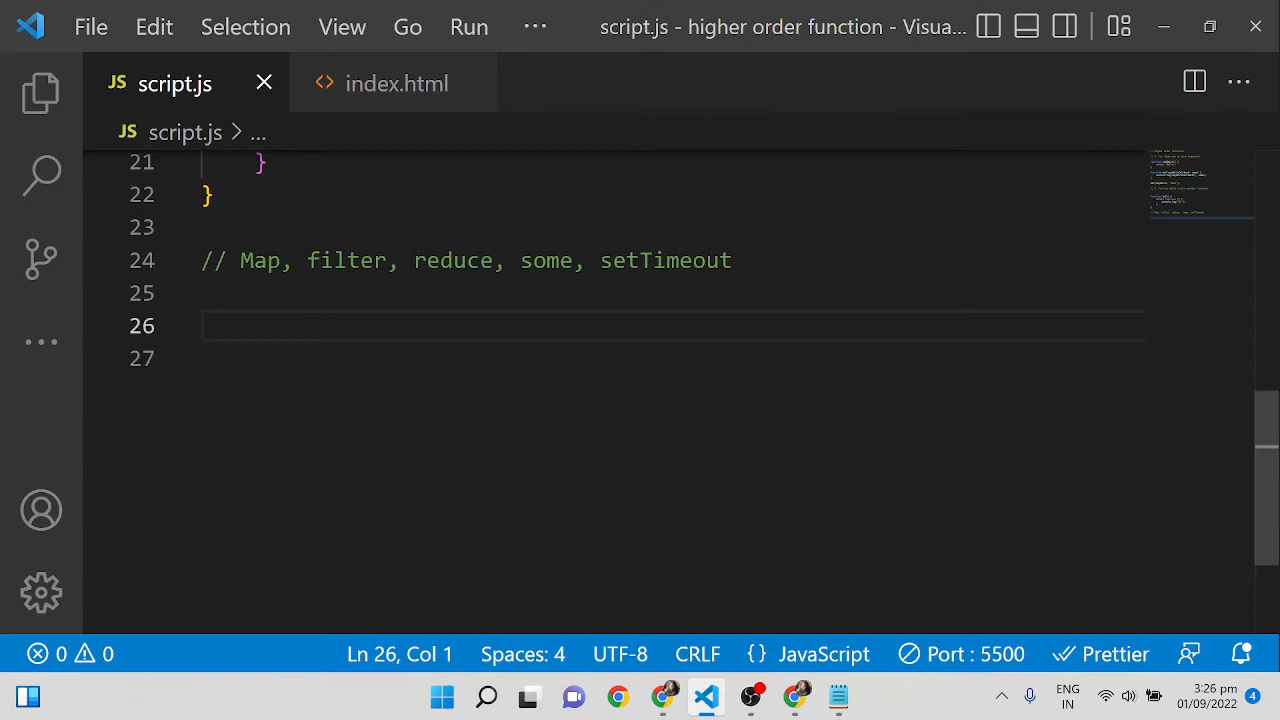 File Edit Selection View Go Run ··· script.js - higher order function - Visua...
JS script.js index.html
JS script.js > ...
21 }
22 }
23
24 // Map, filter, reduce, some, setTimeout
25
26
27
0 0 Ln 26, Col 1 Spaces: 4 UTF-8 CRLF {} JavaScript Port : 5500 Prettier
ENG
IN
3:26 pm
01/09/2022
4